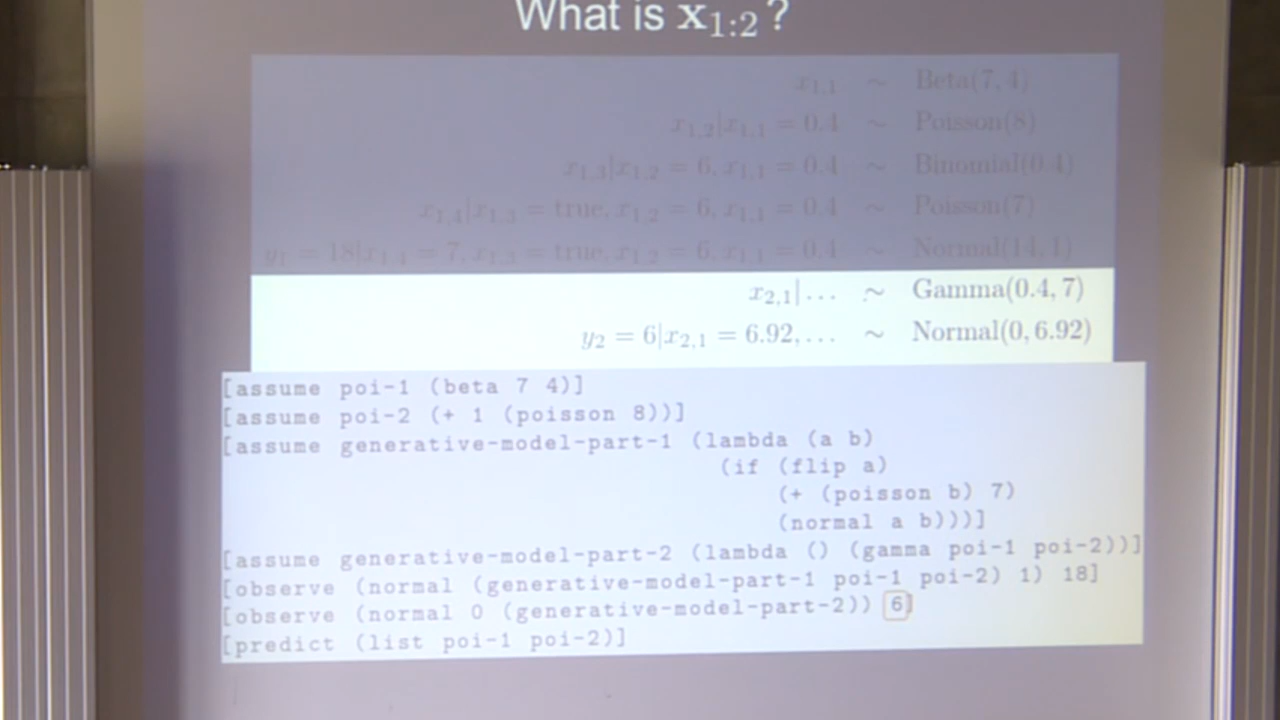 What is x₁:₂?
x₁,₁ ~ Beta(7, 4)
x₁,₂|x₁,₁ = 0.4 ~ Poisson(8)
x₁,₃|x₁,₂ = 6, x₁,₁ = 0.4 ~ Binomial(0.4)
x₁,₄|x₁,₃ = true, x₁,₂ = 6, x₁,₁ = 0.4 ~ Poisson(7)
y₁ = 18|x₁,₄ = 7, x₁,₃ = true, x₁,₂ = 6, x₁,₁ = 0.4 ~ Normal(14, 1)
x₂,₁|... ~ Gamma(0.4, 7)
y₂ = 6|x₂,₁ = 6.92, ... ~ Normal(0, 6.92)
[assume poi-1 (beta 7 4)]
[assume poi-2 (+ 1 (poisson 8))]
[assume generative-model-part-1 (lambda (a b)
(if (flip a)
(+ (poisson b) 7)
(normal a b)))]
[assume generative-model-part-2 (lambda () (gamma poi-1 poi-2))]
[observe (normal (generative-model-part-1 poi-1 poi-2) 1) 18]
[observe (normal 0 (generative-model-part-2)) 6]
[predict (list poi-1 poi-2)]